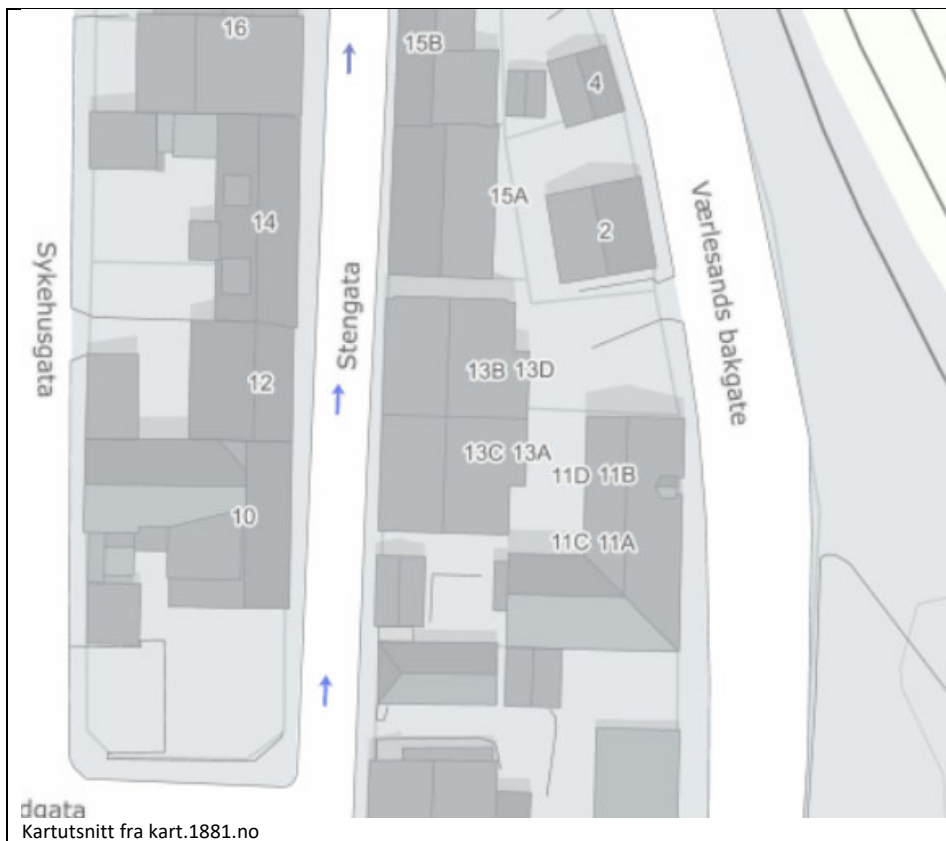 16
15B
4
14
15A
2
Sykehusgata
Stengata
Værlesands bakgate
12
13B 13D
13C 13A
11D 11B
10
11C 11A
dgata
Kartutsnitt fra kart.1881.no